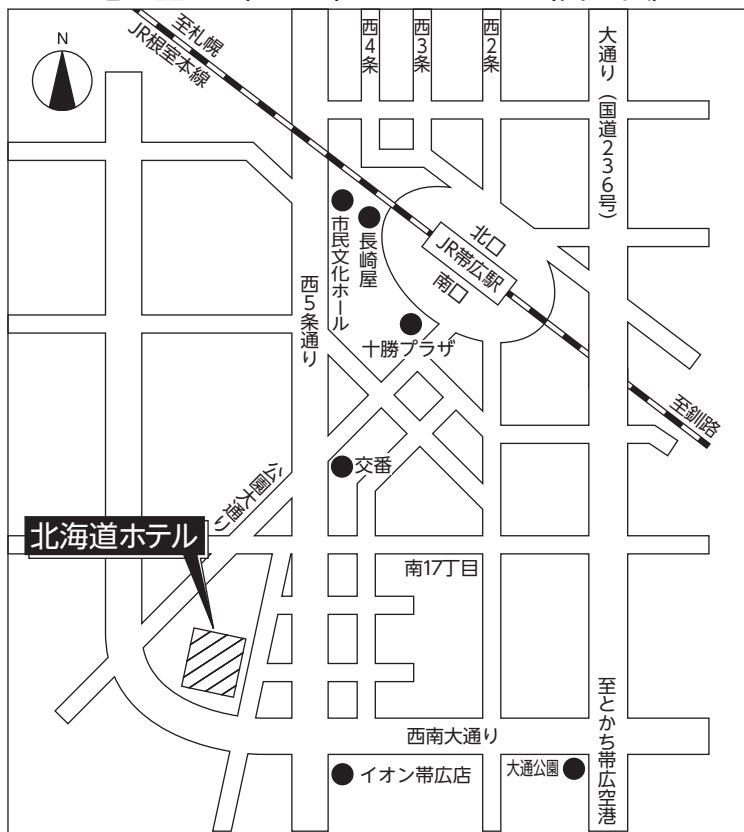 西4条
西3条
西2条
大通り（国道236号）
至札幌
JR根室本線
N
北口
JR帯広駅
南口
市民文化ホール
長崎屋
西5条通り
十勝プラザ
至釧路
交番
公園大通り
北海道ホテル
南17丁目
至とかち帯広空港
西南大通り
イオン帯広店
大通公園